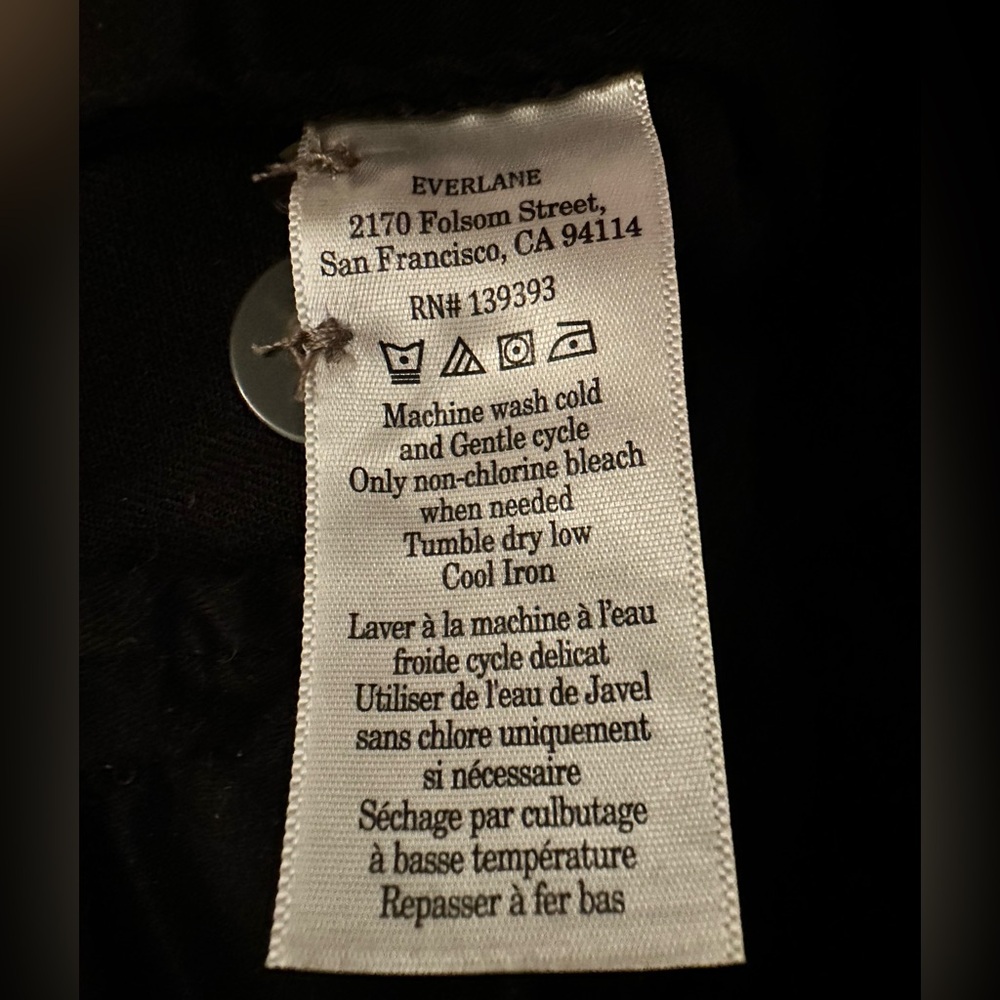 EVERLANE
2170 Folsom Street,
San Francisco, CA 94114
RN# 139393
Machine wash cold
and Gentle cycle
Only non-chlorine bleach
when needed
Tumble dry low
Cool Iron
Laver à la machine à l'eau
froide cycle delicat
Utiliser de l'eau de Javel
sans chlore uniquement
si nécessaire
Séchage par culbutage
à basse température
Repasser à fer bas